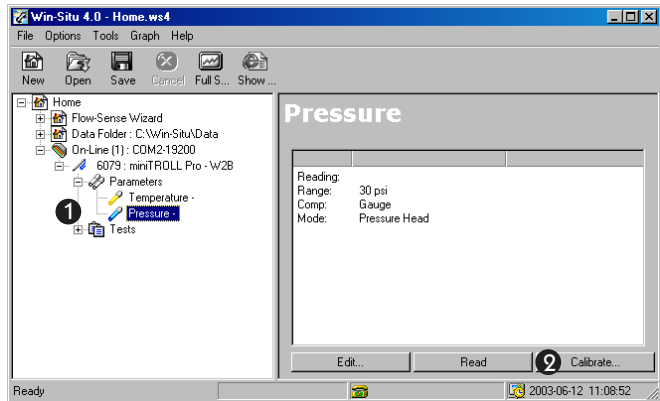 Win-Situ 4.0 - Home.ws4
File Options Tools Graph Help
New Open Save Cancel Full S... Show...
Home
Flow-Sense Wizard
Data Folder : C:\Win-Situ\Data
On-Line (1) : COM2-19200
6079 : miniTROLL Pro - W2B
Parameters
Temperature -
1 Pressure -
Tests
Pressure
Reading:
Range: 30 psi
Comp: Gauge
Mode: Pressure Head
Edit... Read 2 Calibrate...
Ready 2003-06-12 11:08:52